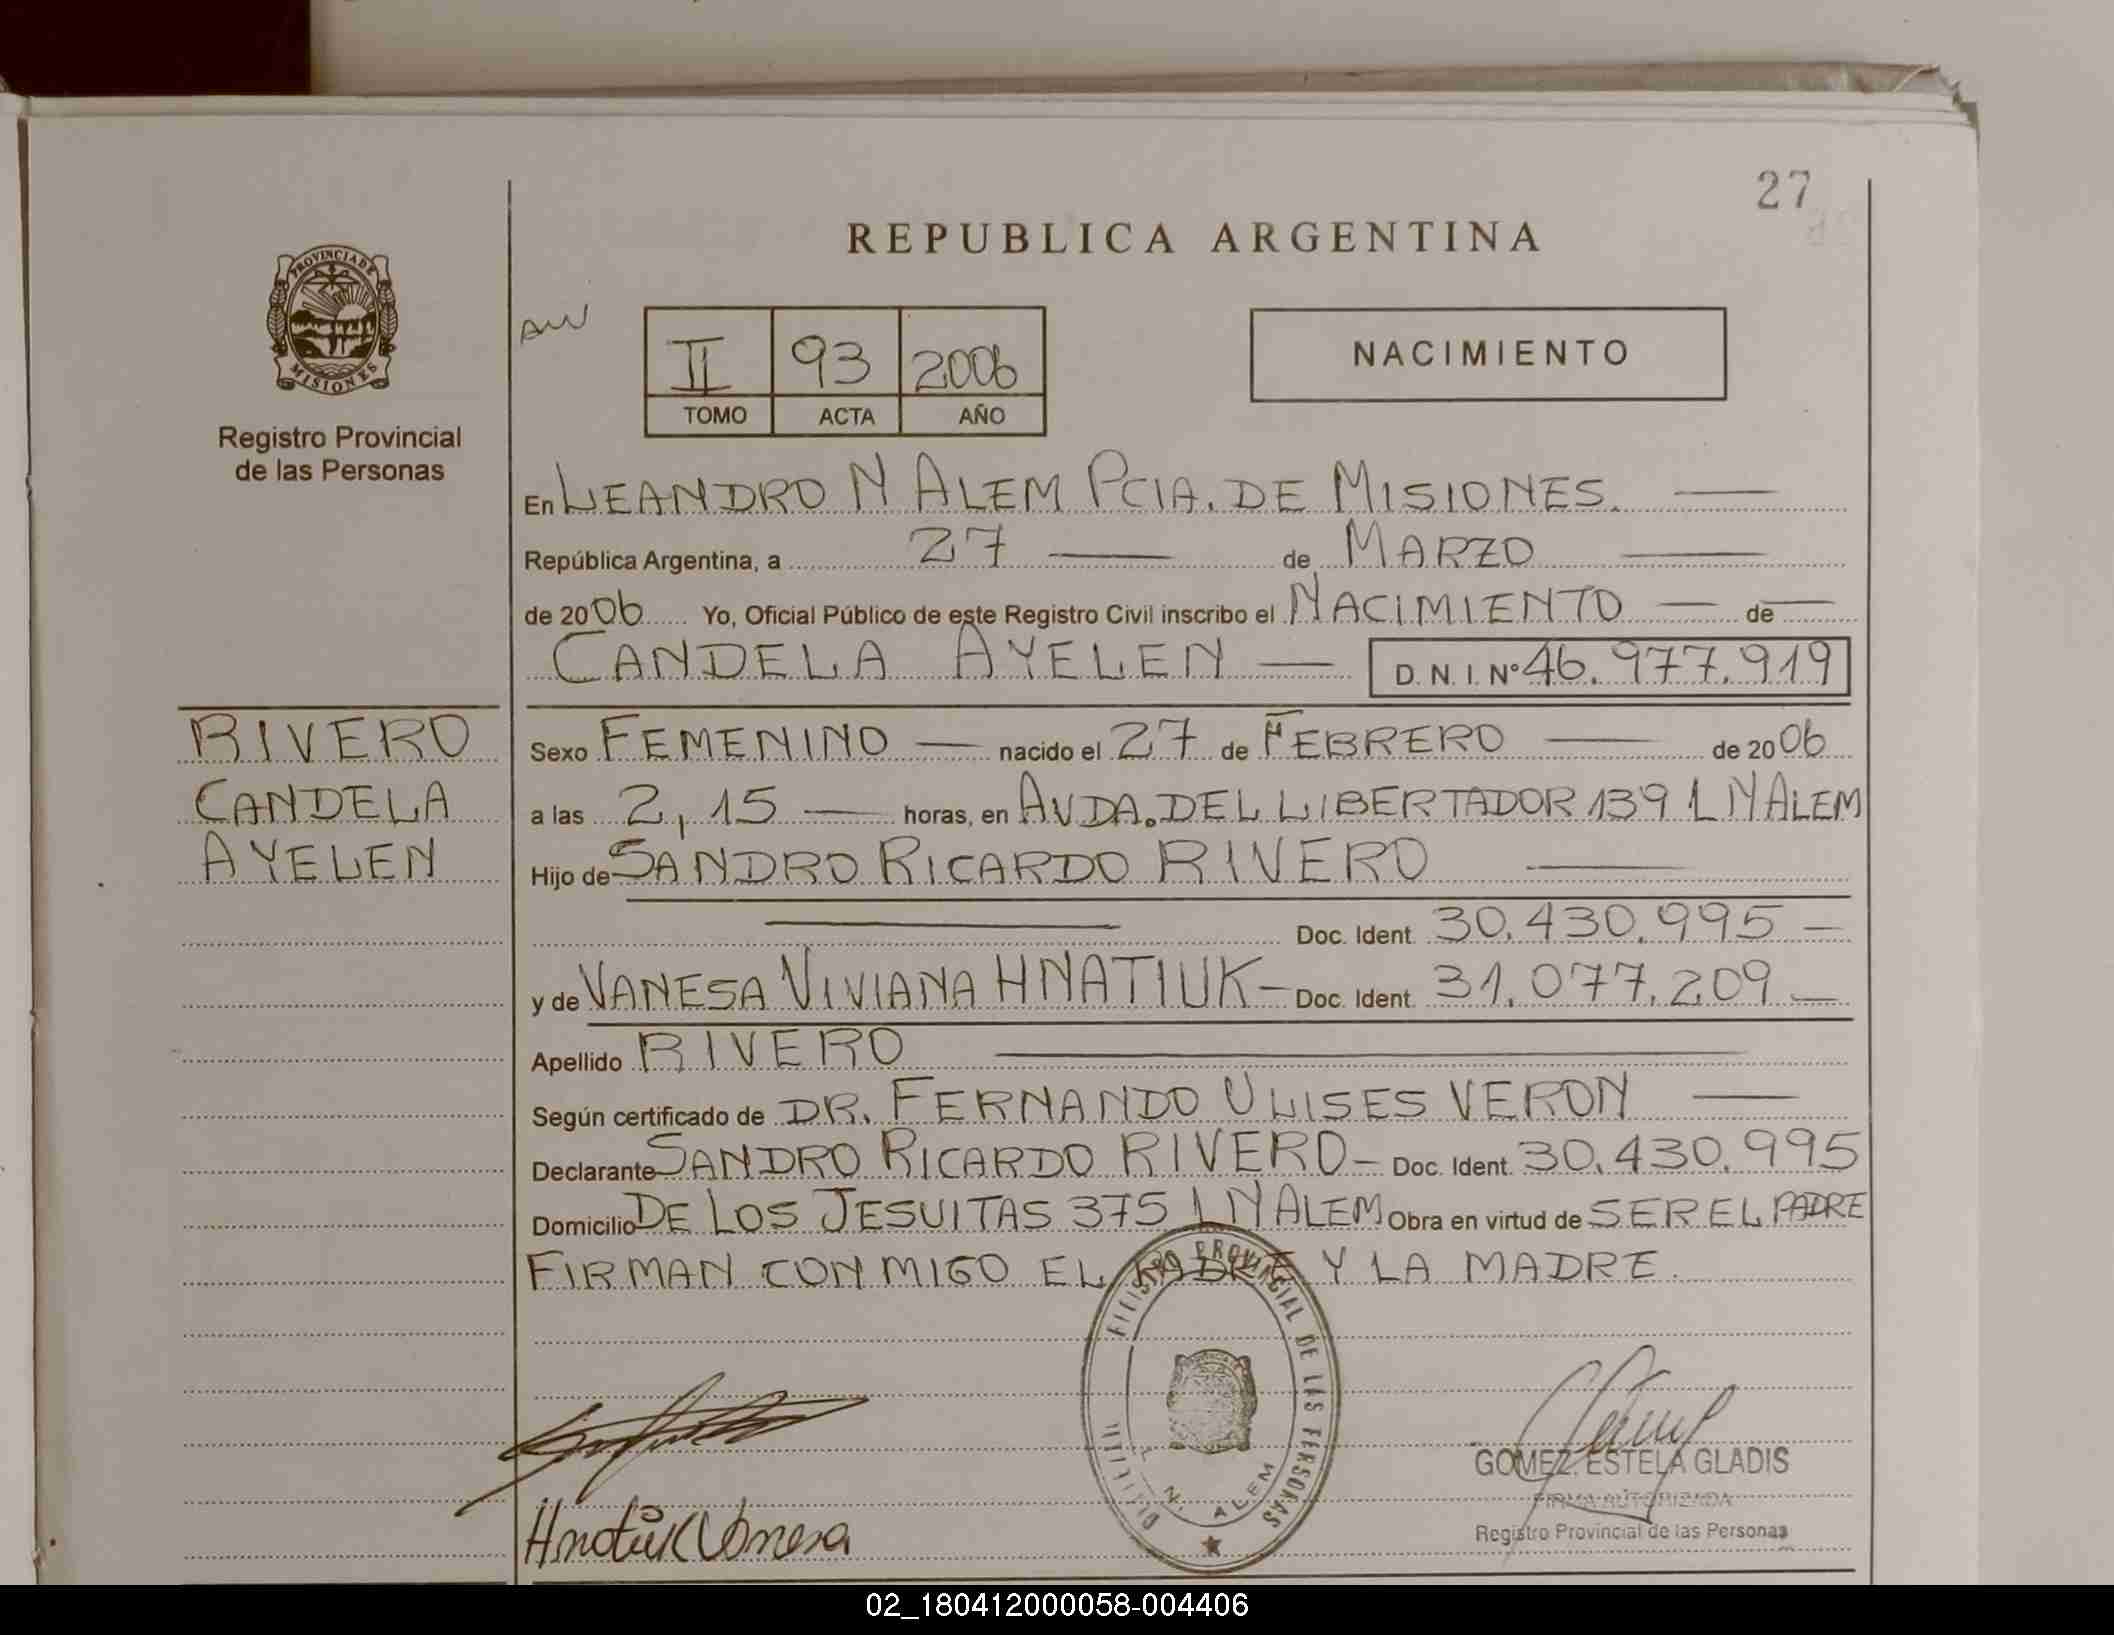 27
REPUBLICA ARGENTINA
PROVINCIA DE
MISIONES
Registro Provincial
de las Personas
II 93 2006
TOMO ACTA AÑO
NACIMIENTO
En LEANDRO N ALEM PCIA. DE MISIONES.
República Argentina, a 27 de MARZO
de 2006 Yo, Oficial Público de este Registro Civil inscribo el NACIMIENTO de
CANDELA AYELEN D.N.I.Nº 46.977.919
RIVERO
CANDELA
AYELEN
Sexo FEMENINO nacido el 27 de FEBRERO de 2006
a las 2,15 horas, en AVDA. DEL LIBERTADOR 139 L N ALEM
Hijo de SANDRO RICARDO RIVERO
Doc. Ident. 30.430.995
y de VANESA VIVIANA HNATIUK Doc. Ident. 31.077.209
Apellido RIVERO
Según certificado de DR. FERNANDO ULISES VERON
Declarante SANDRO RICARDO RIVERO Doc. Ident. 30.430.995
Domicilio DE LOS JESUITAS 375 L N ALEM Obra en virtud de SER EL PADRE
FIRMAN CON MIGO EL PADRE Y LA MADRE.
REGISTRO PROVINCIAL DE LAS PERSONAS
L. N. ALEM
Hnatiuk Vanesa
GOMEZ, ESTELA GLADIS
FIRMA AUTORIZADA
Registro Provincial de las Personas
02_180412000058-004406